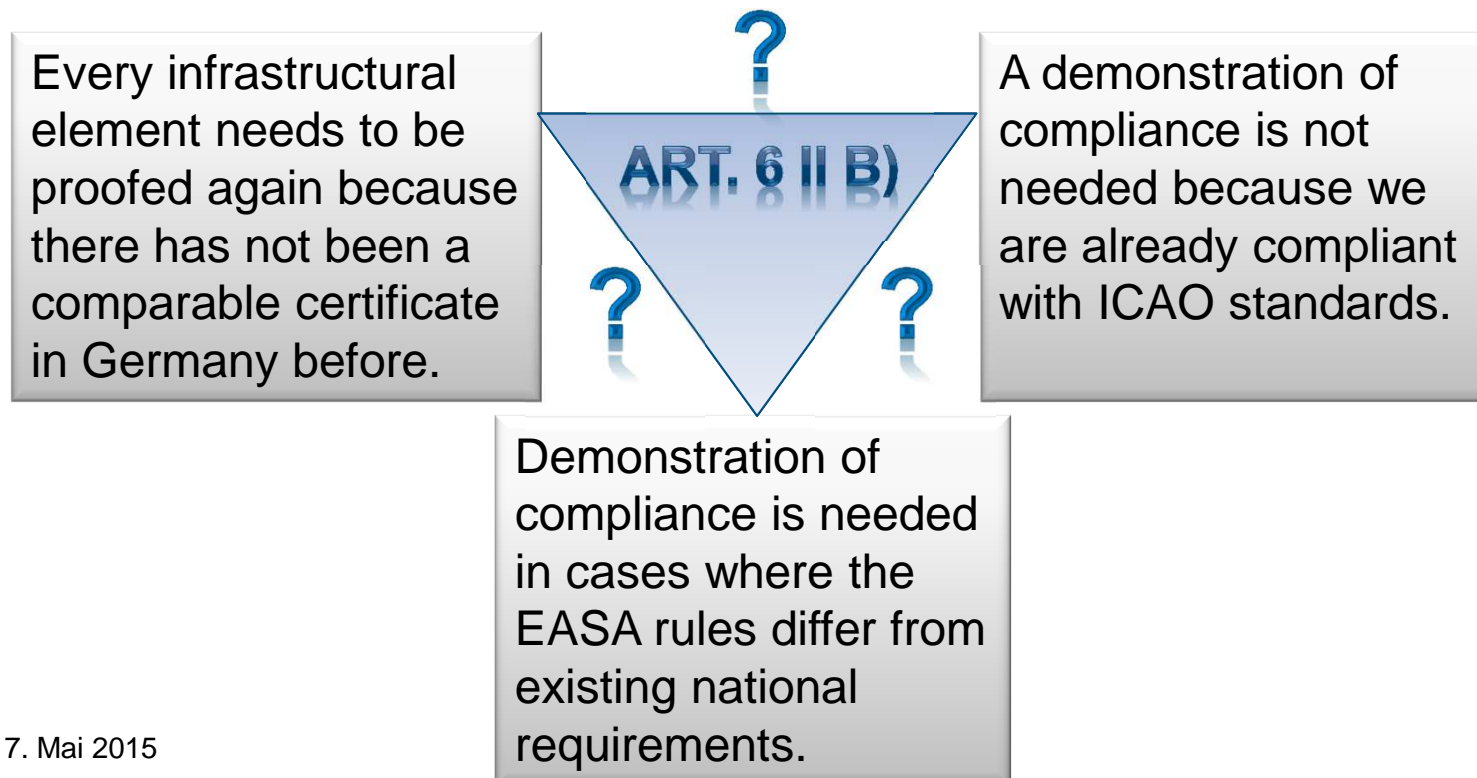 ?
Every infrastructural
element needs to be
proofed again because
there has not been a
comparable certificate
in Germany before.
ART. 6 II B)
?
?
A demonstration of
compliance is not
needed because we
are already compliant
with ICAO standards.
Demonstration of
compliance is needed
in cases where the
EASA rules differ from
existing national
requirements.
7. Mai 2015